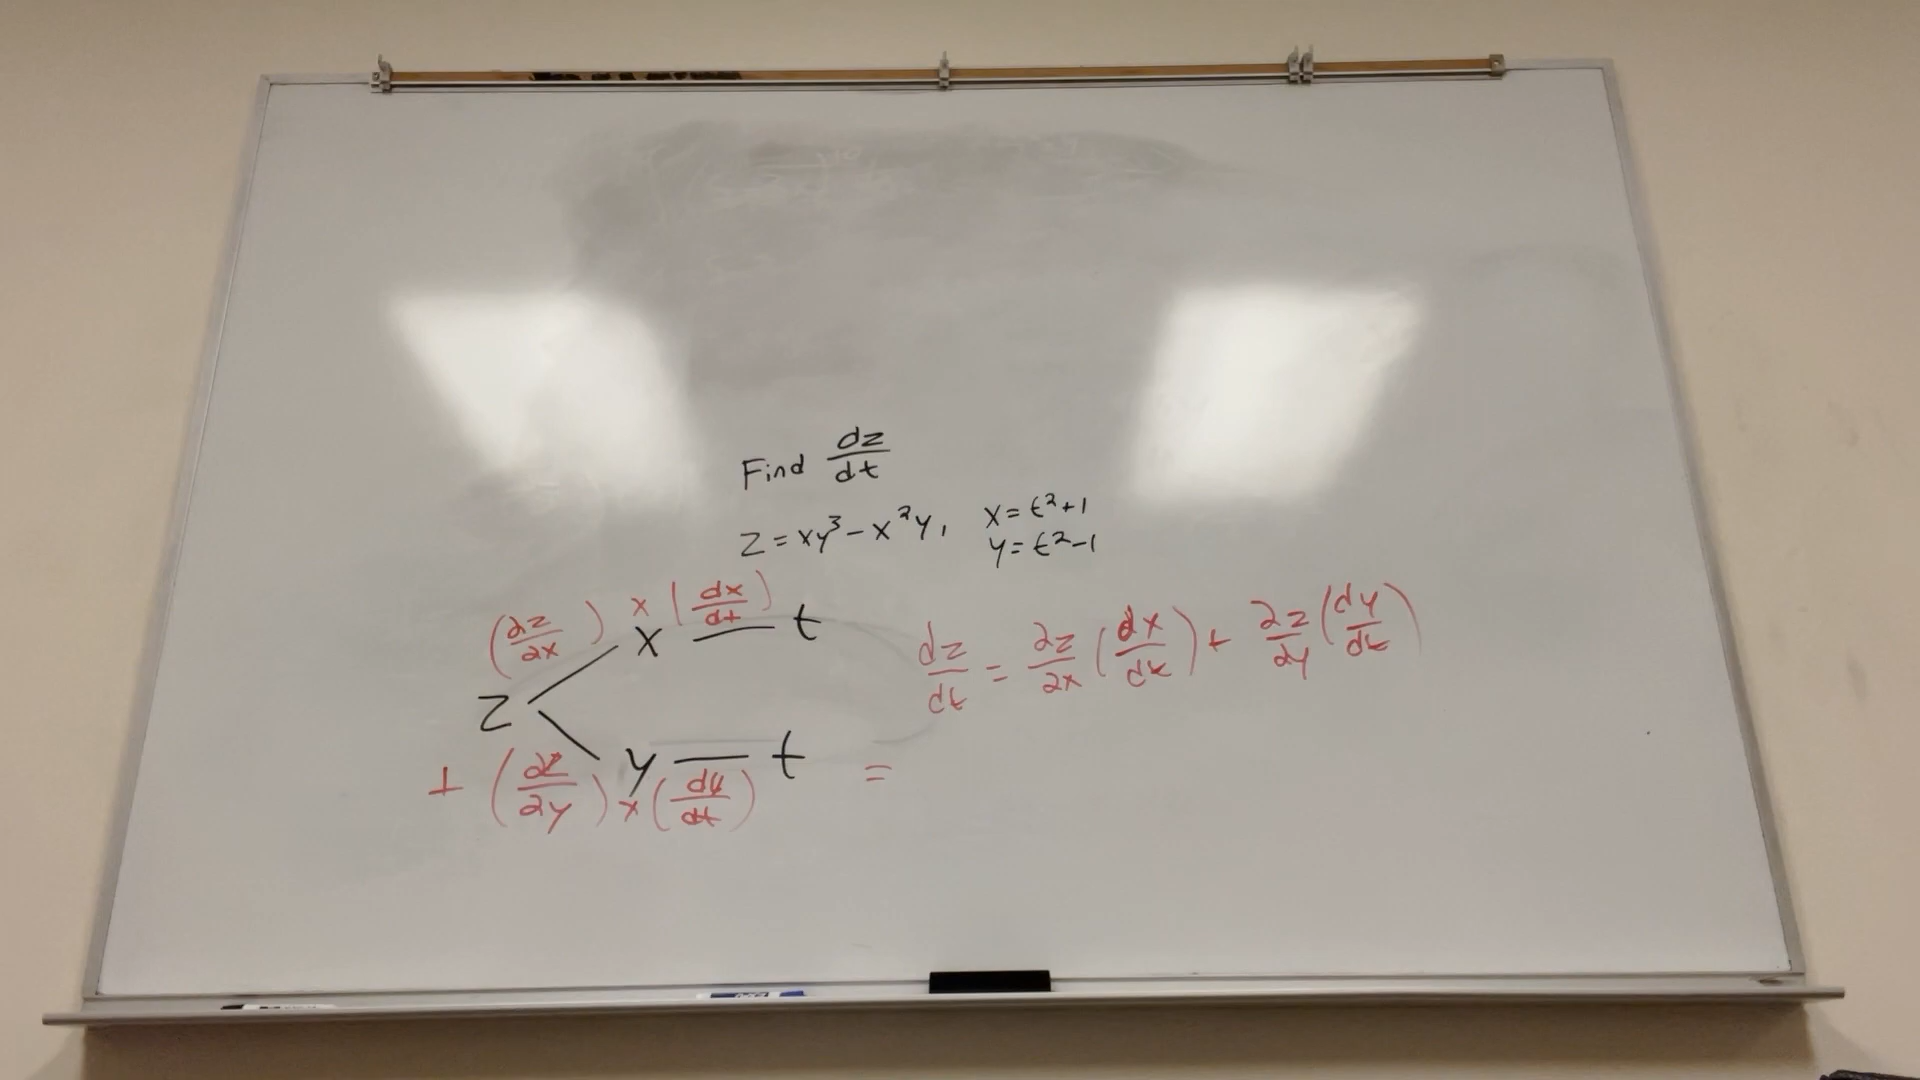 Find dz/dt
z = xy³ - x²y,
x = t²+1
y = t²-1
(∂z/∂x) x (dx/dt)
x — t
z
y — t
+ (∂z/∂y) x (dy/dt)
dz/dt = ∂z/∂x (dx/dt) + ∂z/∂y (dy/dt)
=